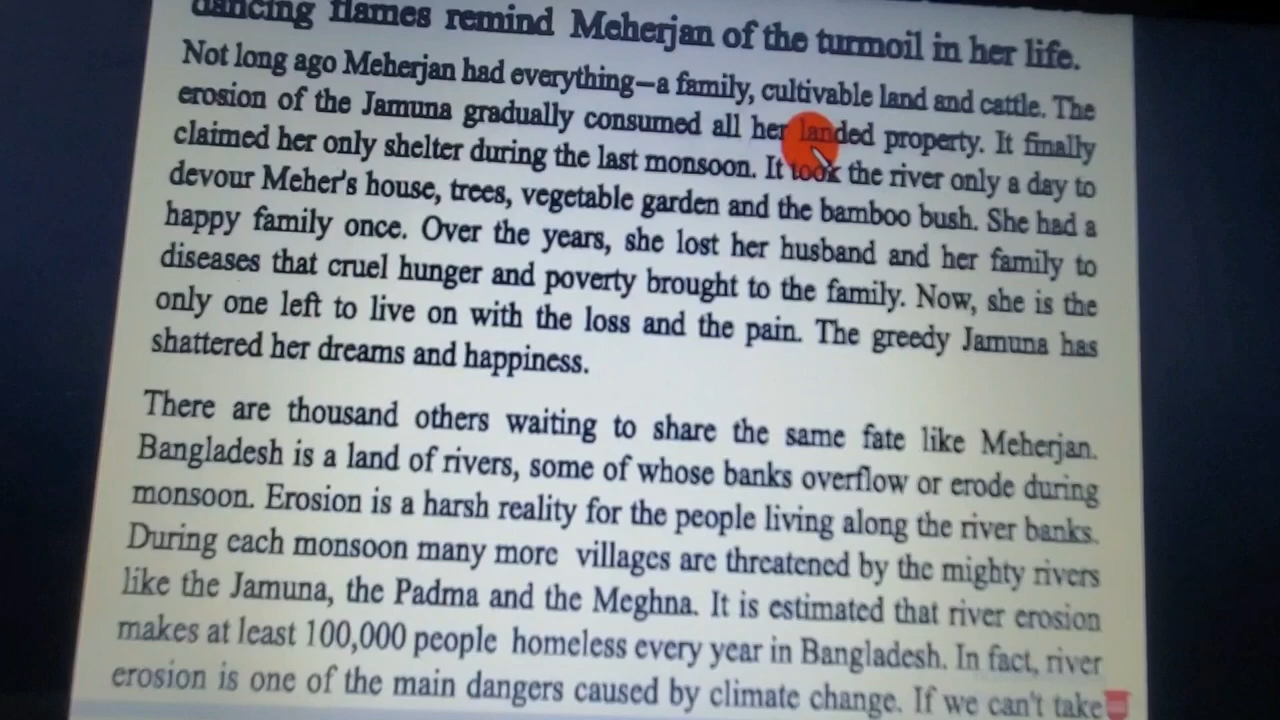 dancing flames remind Meherjan of the turmoil in her life.
Not long ago Meherjan had everything—a family, cultivable land and cattle. The
erosion of the Jamuna gradually consumed all her landed property. It finally
claimed her only shelter during the last monsoon. It took the river only a day to
devour Meher's house, trees, vegetable garden and the bamboo bush. She had a
happy family once. Over the years, she lost her husband and her family to
diseases that cruel hunger and poverty brought to the family. Now, she is the
only one left to live on with the loss and the pain. The greedy Jamuna has
shattered her dreams and happiness.
There are thousand others waiting to share the same fate like Meherjan.
Bangladesh is a land of rivers, some of whose banks overflow or erode during
monsoon. Erosion is a harsh reality for the people living along the river banks.
During each monsoon many more villages are threatened by the mighty rivers
like the Jamuna, the Padma and the Meghna. It is estimated that river erosion
makes at least 100,000 people homeless every year in Bangladesh. In fact, river
erosion is one of the main dangers caused by climate change. If we can't take